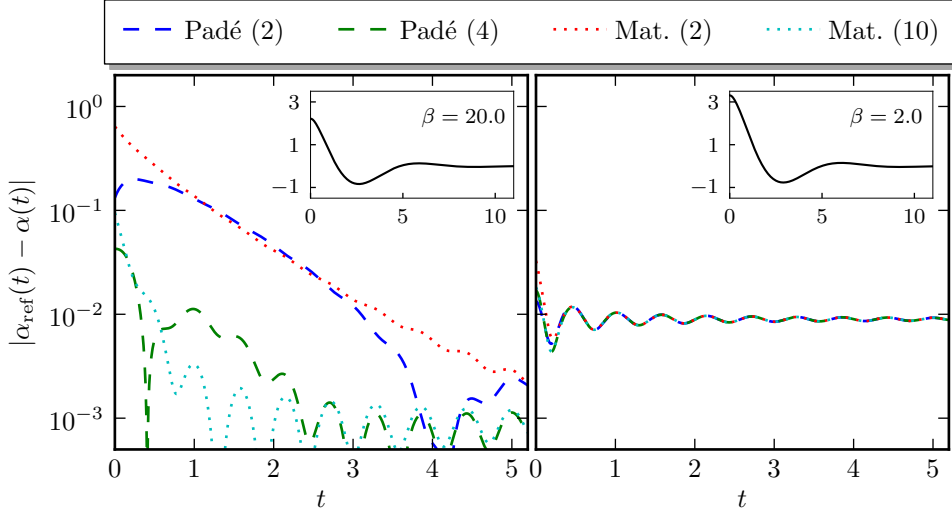 Padé (2) Padé (4) Mat. (2) Mat. (10)
|α_ref(t) − α(t)|
10^0
10^−1
10^−2
10^−3
0 1 2 3 4 5
t
β = 20.0
3
1
−1
0 5 10
0 1 2 3 4 5
t
β = 2.0
3
1
−1
0 5 10